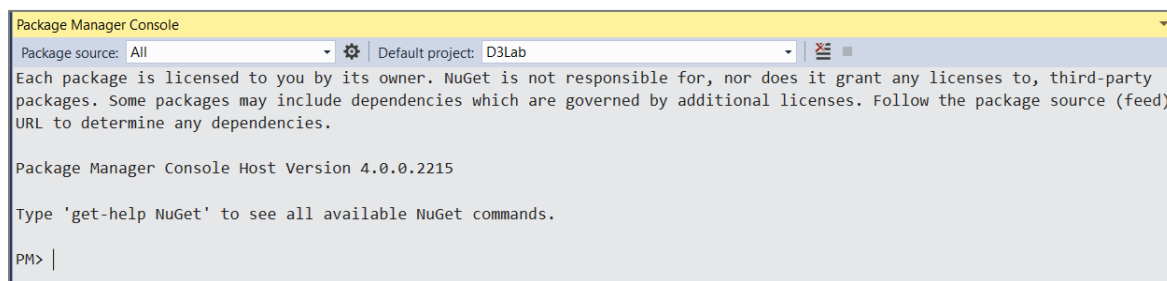 Package Manager Console
Package source: All Default project: D3Lab
Each package is licensed to you by its owner. NuGet is not responsible for, nor does it grant any licenses to, third-party
packages. Some packages may include dependencies which are governed by additional licenses. Follow the package source (feed)
URL to determine any dependencies.
Package Manager Console Host Version 4.0.0.2215
Type 'get-help NuGet' to see all available NuGet commands.
PM>